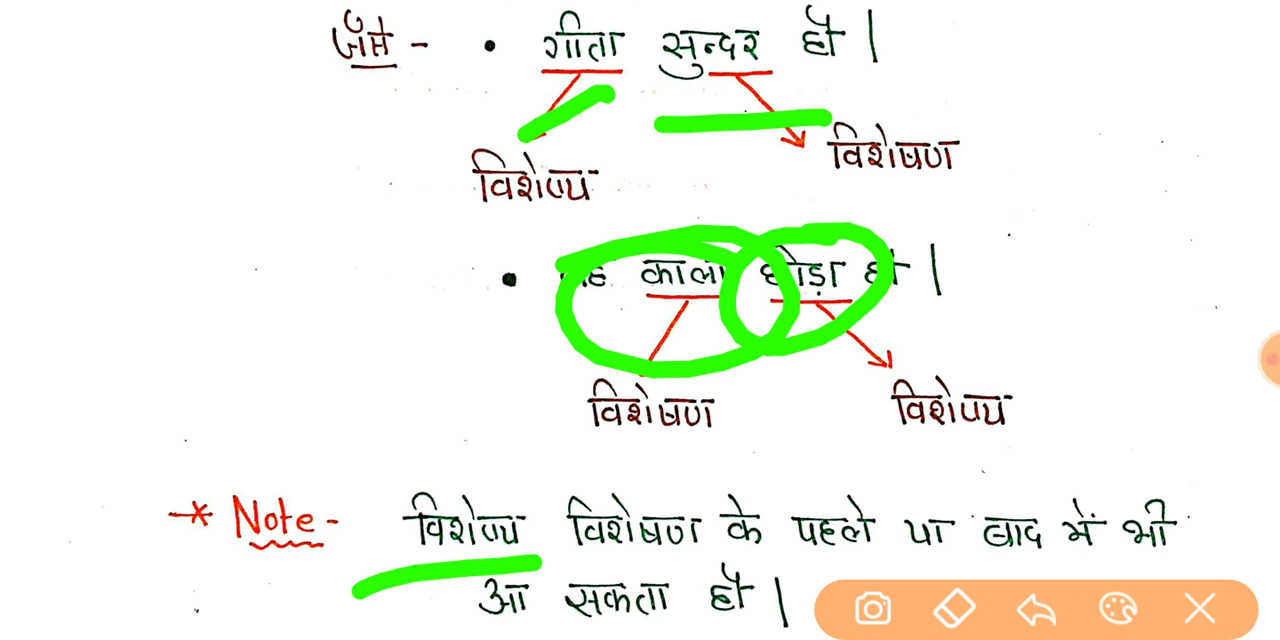 जैसे - • गीता सुन्दर है |
विशेष्य विशेषण
• काला घोड़ा है |
विशेषण विशेष्य
* Note - विशेष्य विशेषण के पहले या बाद में भी
आ सकता है |